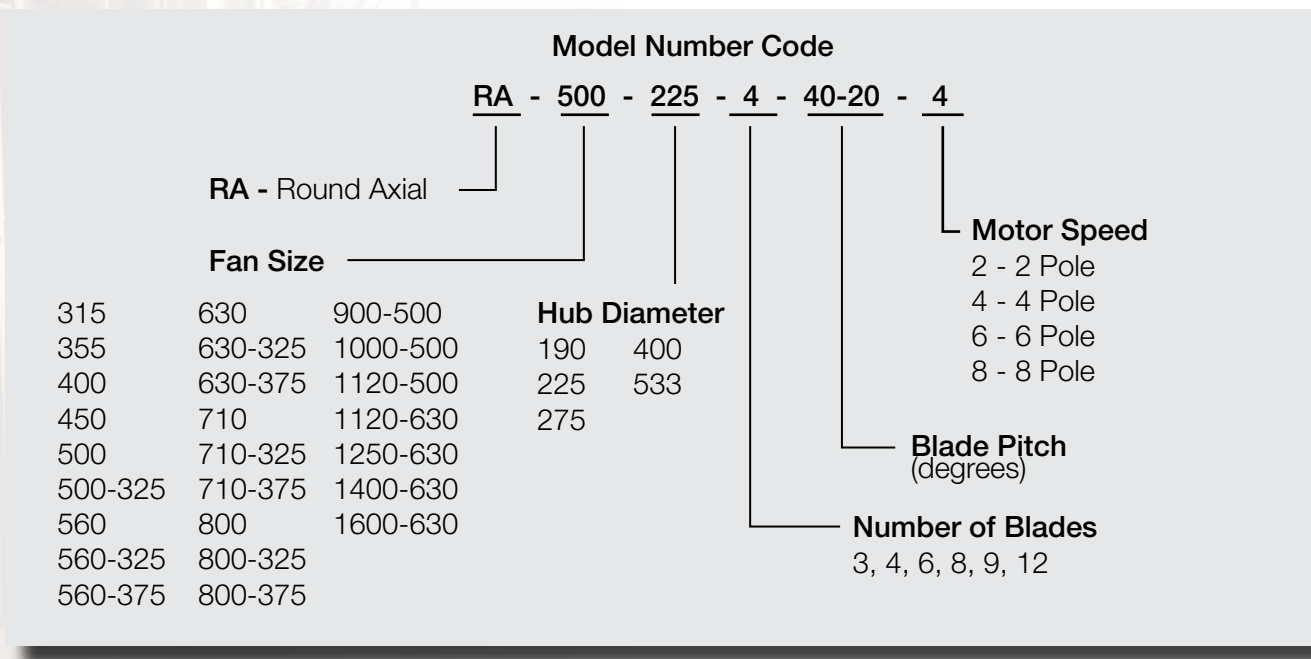 Model Number Code
RA - 500 - 225 - 4 - 40-20 - 4
RA - Round Axial
Fan Size
315 630 900-500
355 630-325 1000-500
400 630-375 1120-500
450 710 1120-630
500 710-325 1250-630
500-325 710-375 1400-630
560 800 1600-630
560-325 800-325
560-375 800-375
Hub Diameter
190 400
225 533
275
Motor Speed
2 - 2 Pole
4 - 4 Pole
6 - 6 Pole
8 - 8 Pole
Blade Pitch
(degrees)
Number of Blades
3, 4, 6, 8, 9, 12